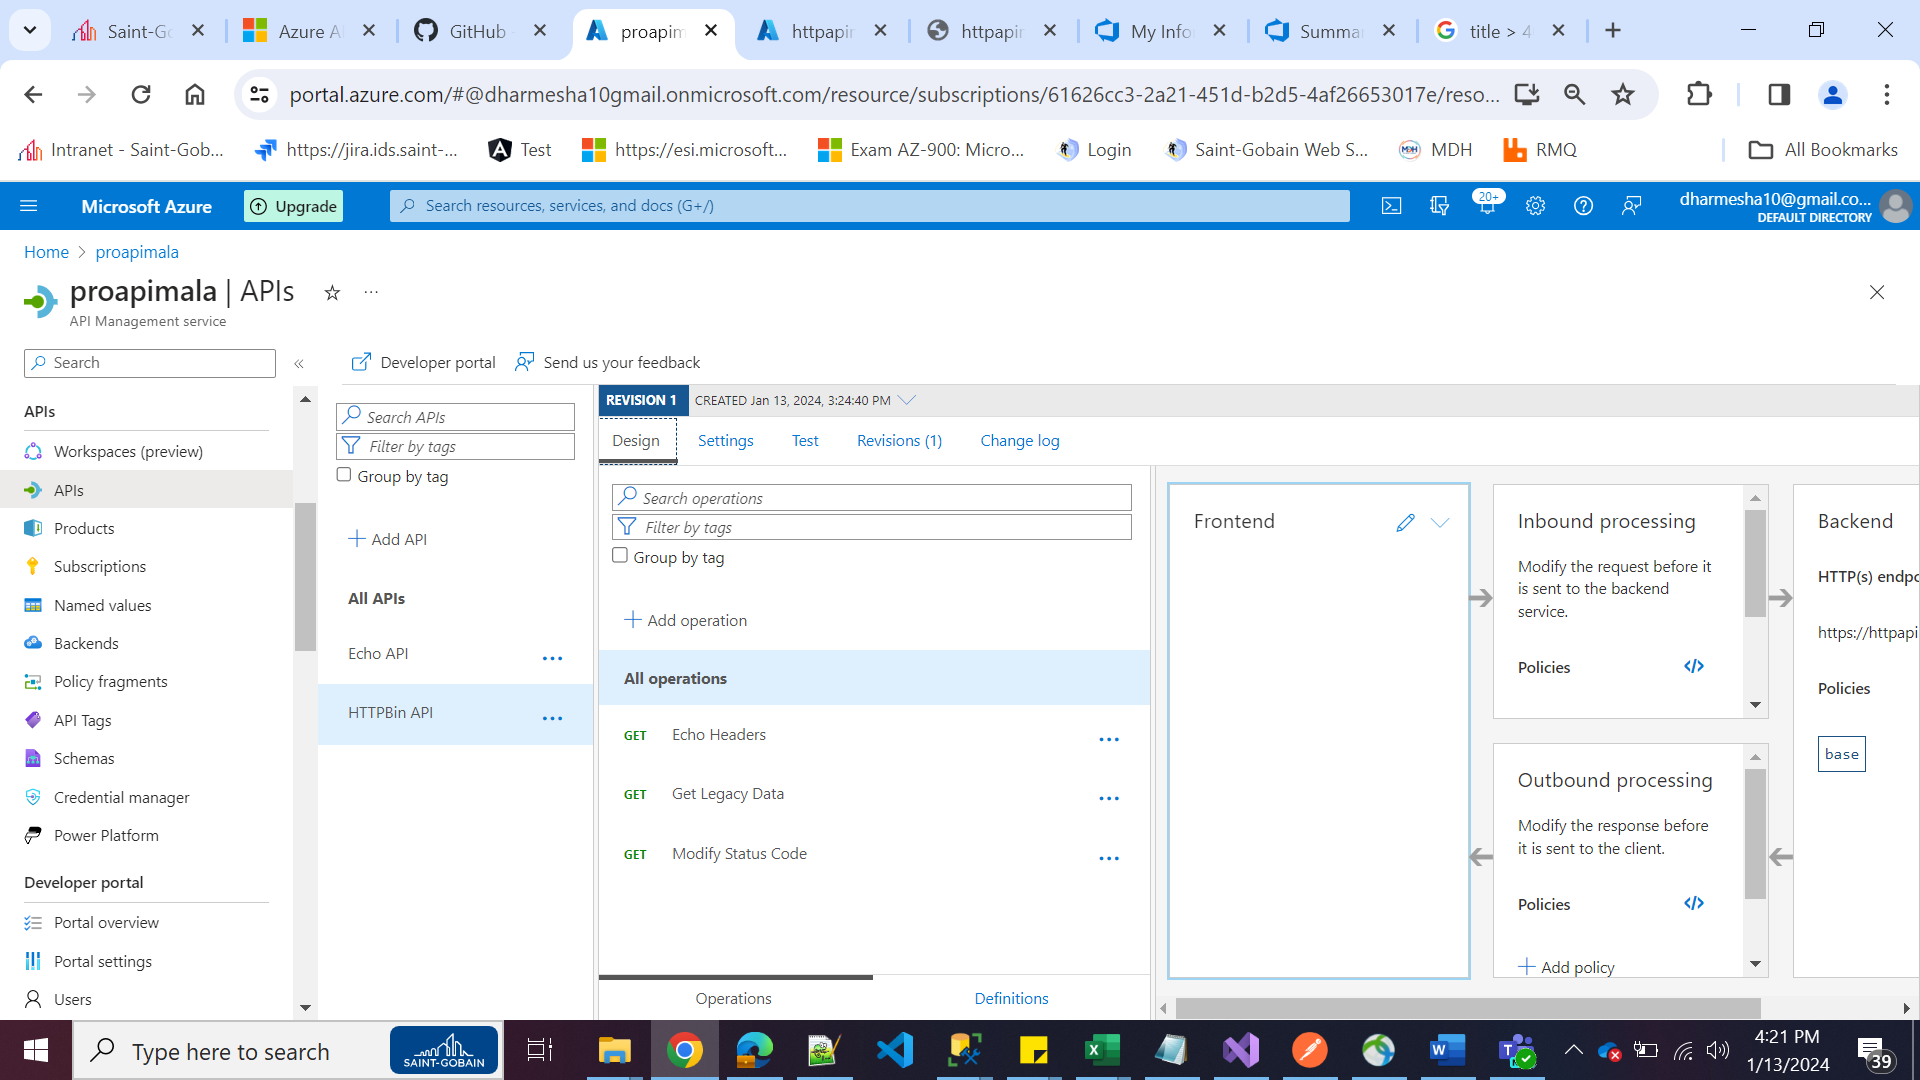 Saint-Go
Azure A
GitHub
proapim
httpapin
httpapin
My Info
Summar
title > 4
portal.azure.com/#@dharmesha10gmail.onmicrosoft.com/resource/subscriptions/61626cc3-2a21-451d-b2d5-4af26653017e/reso...
Intranet - Saint-Gob...
https://jira.ids.saint-...
Test
https://esi.microsoft...
Exam AZ-900: Micro...
Login
Saint-Gobain Web S...
MDH
RMQ
All Bookmarks
Microsoft Azure
Upgrade
Search resources, services, and docs (G+/)
20+
dharmesha10@gmail.co...
DEFAULT DIRECTORY
Home > proapimala
proapimala | APIs
API Management service
Search
Developer portal
Send us your feedback
APIs
Workspaces (preview)
APIs
Products
Subscriptions
Named values
Backends
Policy fragments
API Tags
Schemas
Credential manager
Power Platform
Developer portal
Portal overview
Portal settings
Users
Search APIs
Filter by tags
Group by tag
Add API
All APIs
Echo API
HTTPBin API
REVISION 1
CREATED Jan 13, 2024, 3:24:40 PM
Design
Settings
Test
Revisions (1)
Change log
Search operations
Filter by tags
Group by tag
Add operation
All operations
GET Echo Headers
GET Get Legacy Data
GET Modify Status Code
Operations
Definitions
Frontend
Inbound processing
Modify the request before it
is sent to the backend
service.
Policies
Outbound processing
Modify the response before
it is sent to the client.
Policies
Add policy
Backend
HTTP(s) endpo
https://httpapi
Policies
base
Type here to search
SAINT-GOBAIN
4:21 PM
1/13/2024
39